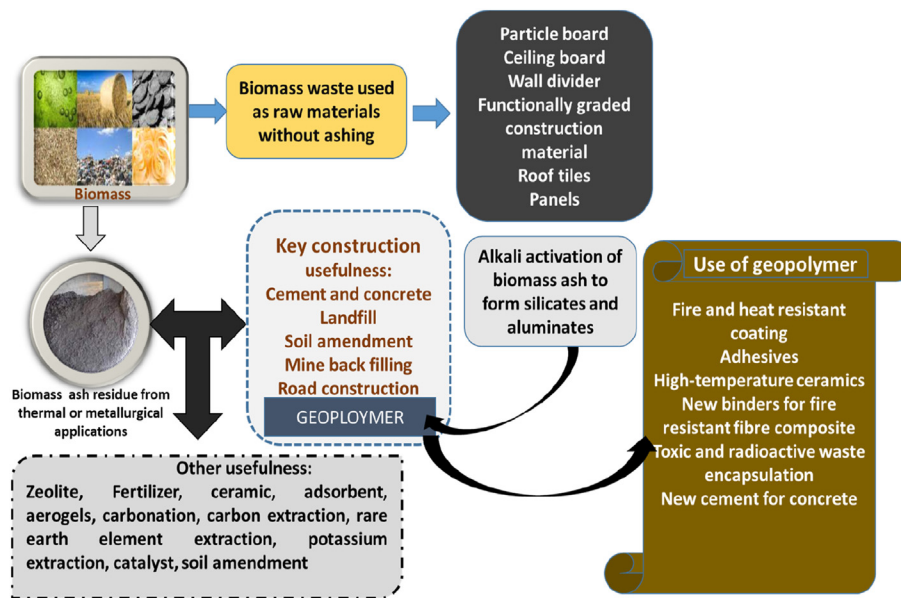 Biomass
Biomass waste used
as raw materials
without ashing
Particle board
Ceiling board
Wall divider
Functionally graded
construction
material
Roof tiles
Panels
Biomass ash residue from
thermal or metallurgical
applications
Key construction
usefulness:
Cement and concrete
Landfill
Soil amendment
Mine back filling
Road construction
GEOPLOYMER
Alkali activation of
biomass ash to
form silicates and
aluminates
Use of geopolymer
Fire and heat resistant
coating
Adhesives
High-temperature ceramics
New binders for fire
resistant fibre composite
Toxic and radioactive waste
encapsulation
New cement for concrete
Other usefulness:
Zeolite, Fertilizer, ceramic, adsorbent,
aerogels, carbonation, carbon extraction, rare
earth element extraction, potassium
extraction, catalyst, soil amendment